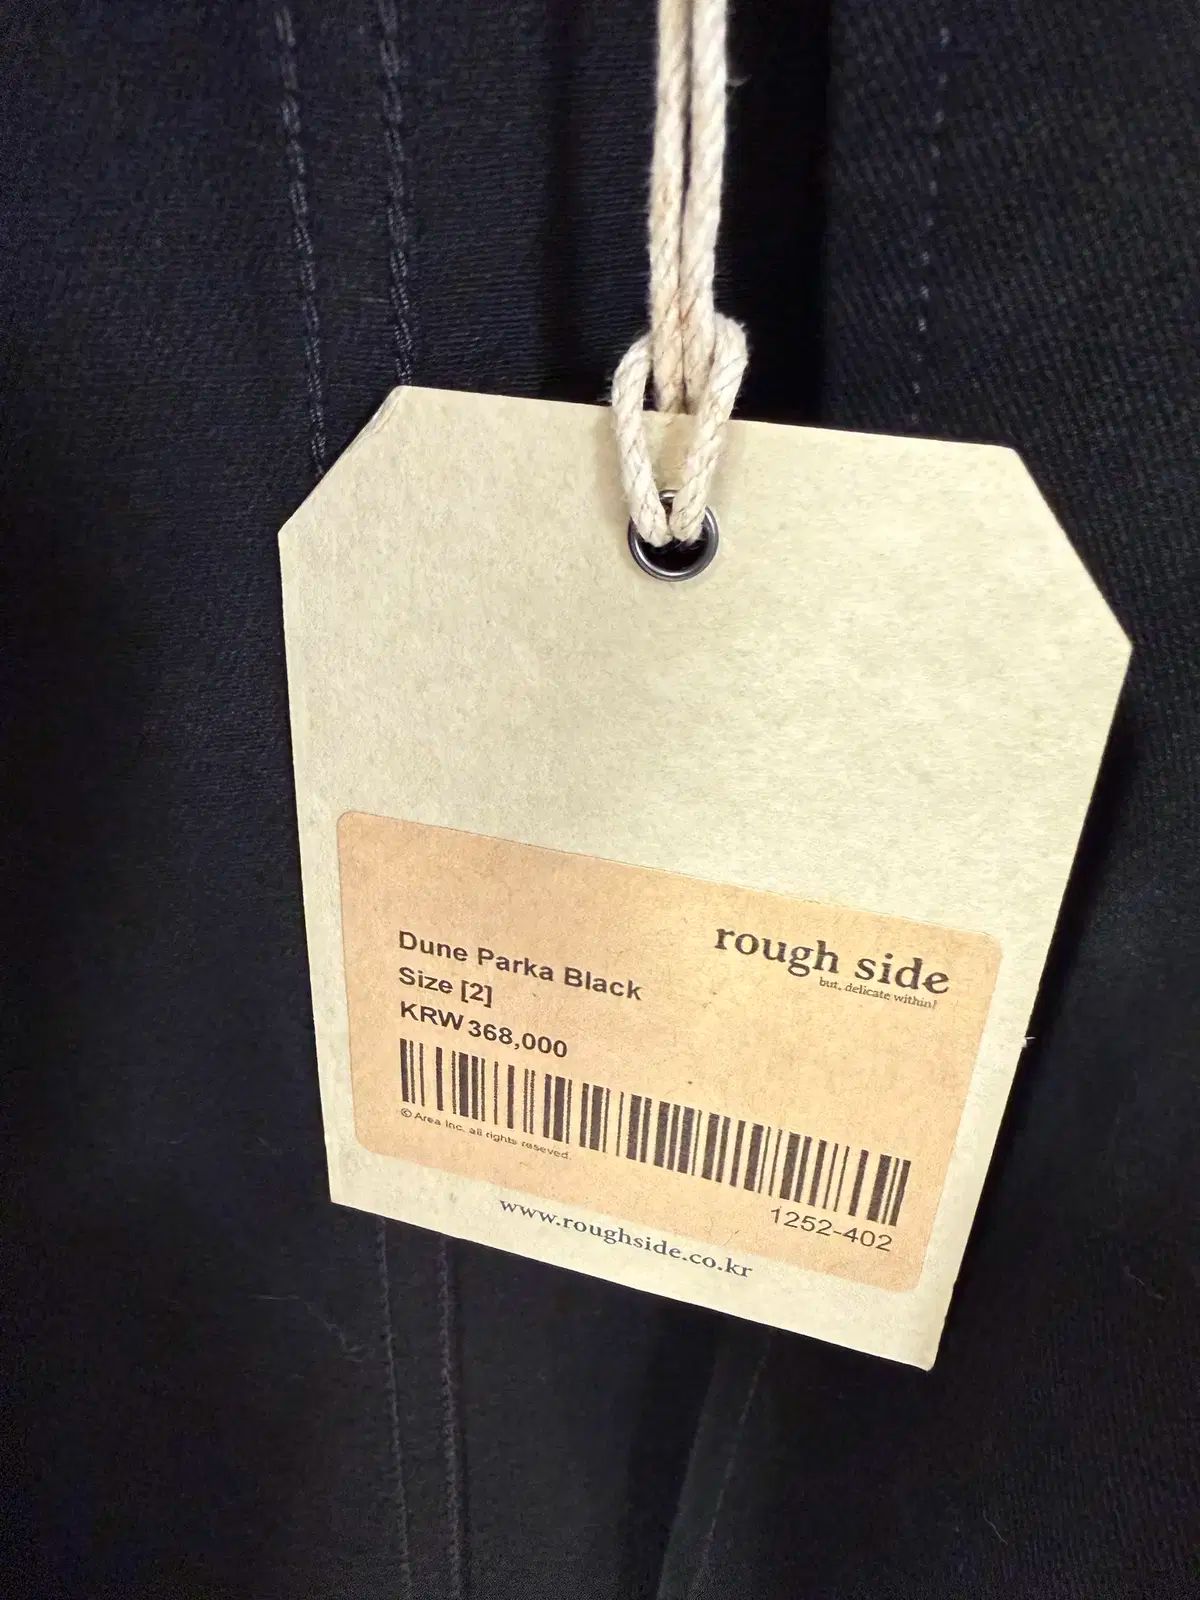 rough side
but, delicate within!
Dune Parka Black
Size [2]
KRW 368,000
© Area Inc. all rights reseved.
1252-402
www.roughside.co.kr